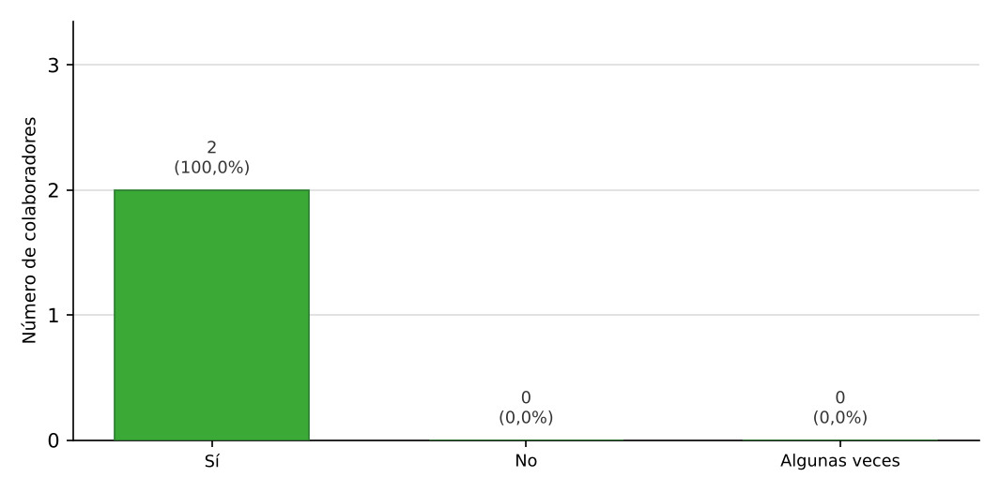 Número de colaboradores
3
2
1
0
2
(100,0%)
0
(0,0%)
0
(0,0%)
Sí
No
Algunas veces